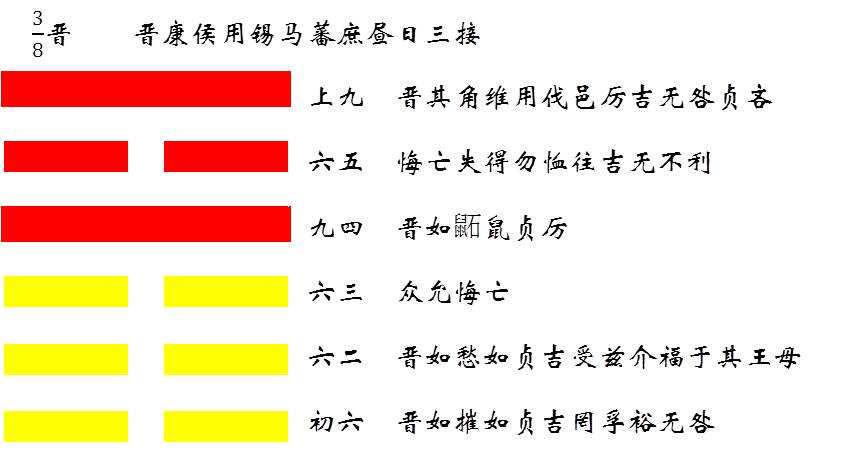 3/8晋 晋康侯用锡马蕃庶昼日三接
上九 晋其角维用伐邑厉吉无咎贞吝
六五 悔亡失得勿恤往吉无不利
九四 晋如鼫鼠贞厉
六三 众允悔亡
六二 晋如愁如贞吉受兹介福于其王母
初六 晋如摧如贞吉罔孚裕无咎